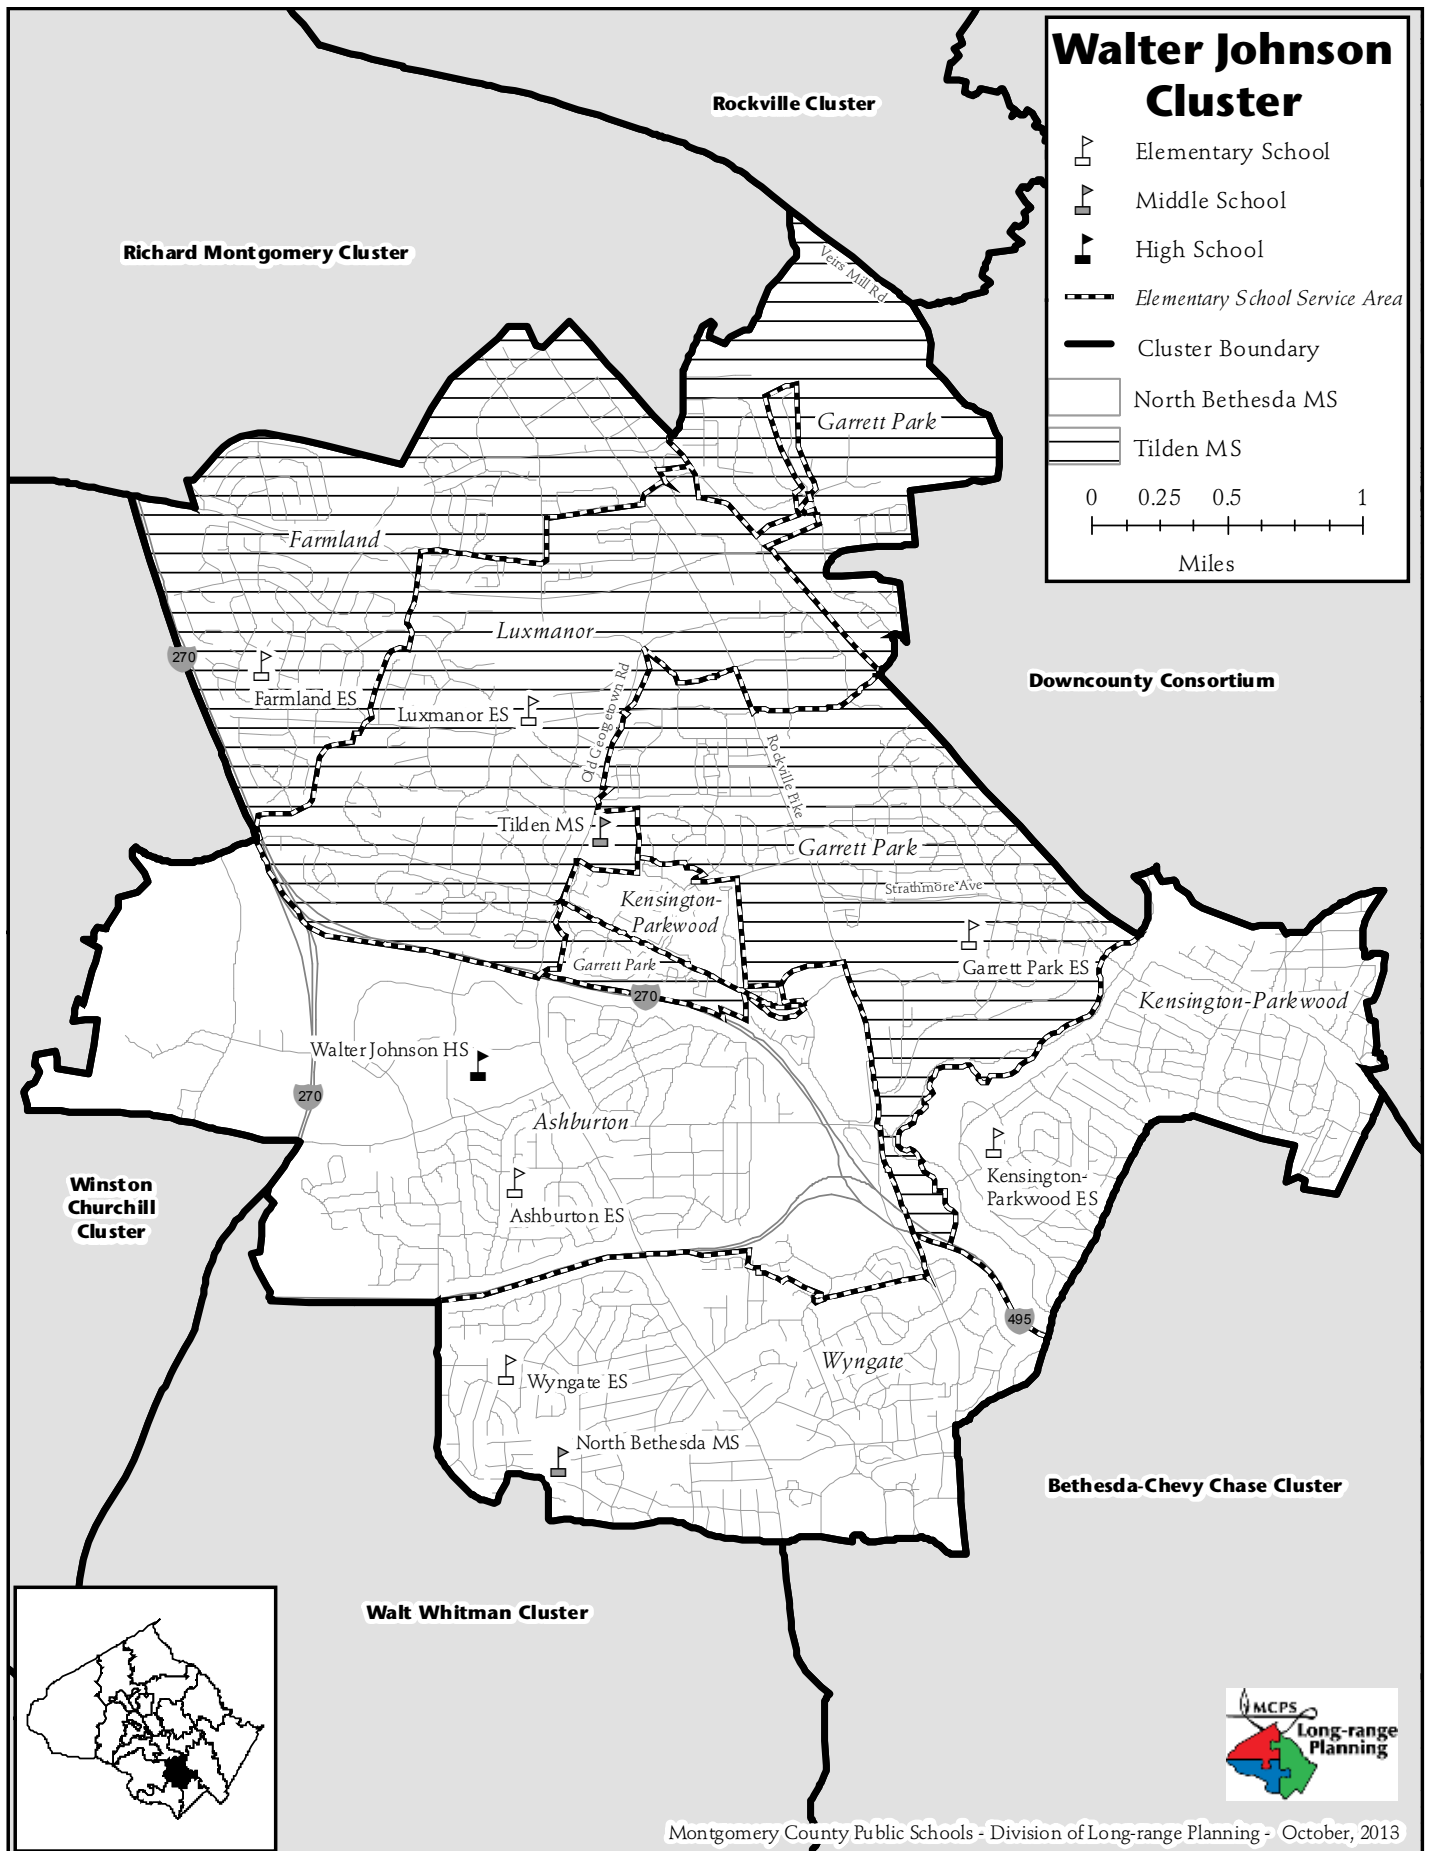 Walter Johnson
Cluster
Elementary School
Middle School
High School
Elementary School Service Area
Cluster Boundary
North Bethesda MS
Tilden MS
0 0.25 0.5 1
Miles
Rockville Cluster
Richard Montgomery Cluster
Veirs Mill Rd
Garrett Park
Farmland
Luxmanor
270
Farmland ES
Luxmanor ES
Old Georgetown Rd
Downcounty Consortium
Rockville Pike
Tilden MS
Garrett Park
Strathmore Ave
Kensington-
Parkwood
Garrett Park
Garrett Park ES
270
Kensington-Parkwood
Walter Johnson HS
270
Ashburton
Kensington-
Parkwood ES
Winston
Churchill
Cluster
Ashburton ES
495
Wyngate
Wyngate ES
North Bethesda MS
Bethesda-Chevy Chase Cluster
Walt Whitman Cluster
MCPS
Long-range
Planning
Montgomery County Public Schools - Division of Long-range Planning - October, 2013